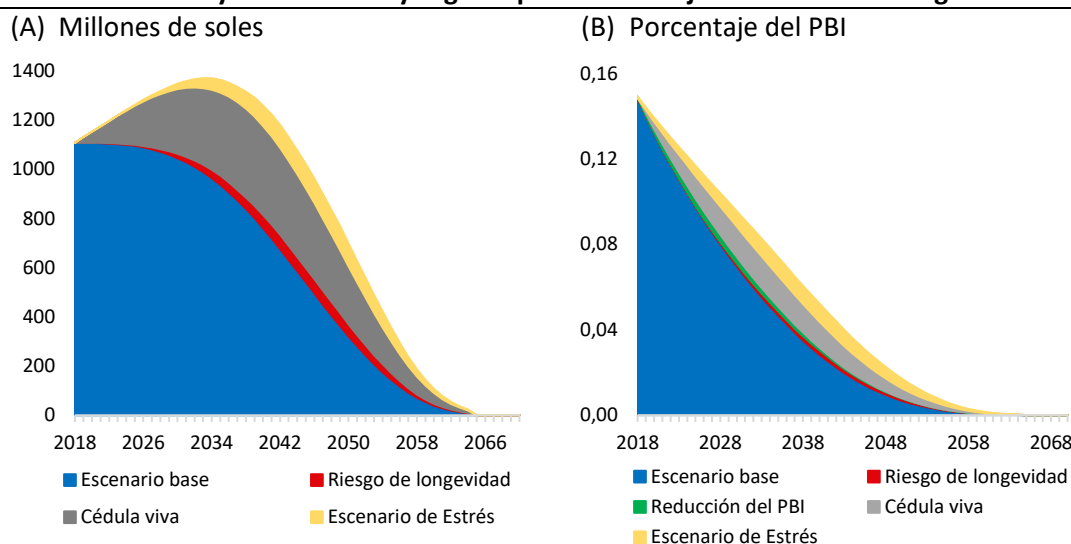 (A) Millones de soles
(B) Porcentaje del PBI
1400
1200
1000
800
600
400
200
0
2018 2026 2034 2042 2050 2058 2066
Escenario base
Riesgo de longevidad
Cédula viva
Escenario de Estrés
0,16
0,12
0,08
0,04
0,00
2018 2028 2038 2048 2058 2068
Escenario base
Riesgo de longevidad
Reducción del PBI
Cédula viva
Escenario de Estrés